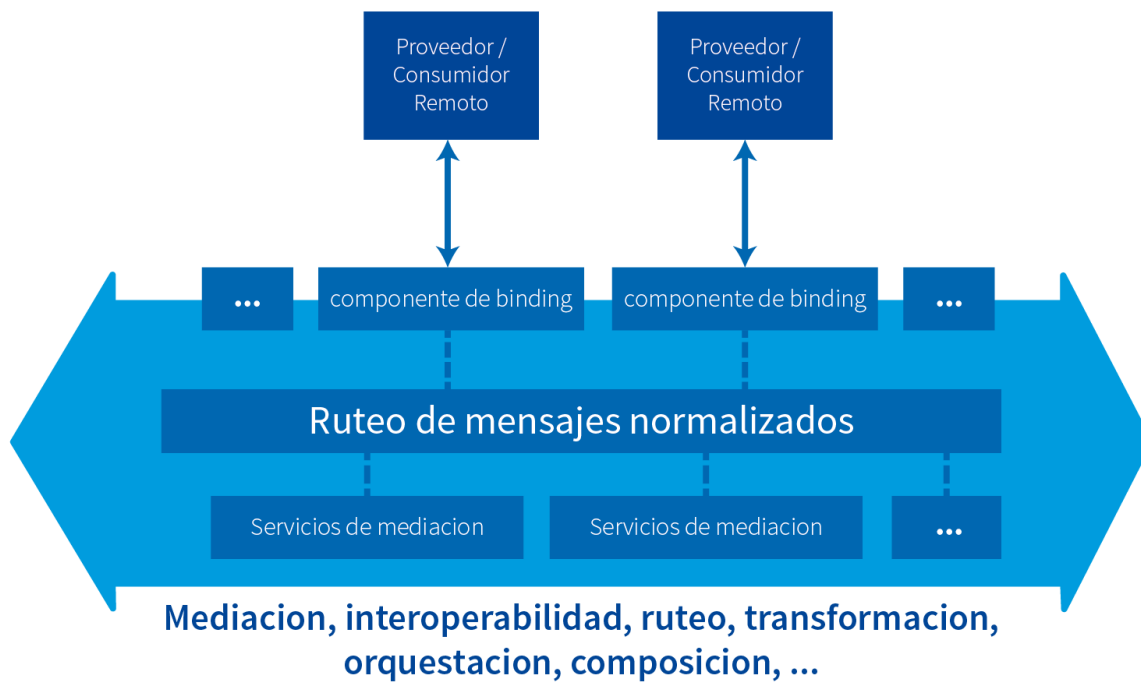 Proveedor /
Consumidor
Remoto
Proveedor /
Consumidor
Remoto
...
componente de binding
componente de binding
...
Ruteo de mensajes normalizados
Servicios de mediacion
Servicios de mediacion
...
Mediacion, interoperabilidad, ruteo, transformacion,
orquestacion, composicion, ...